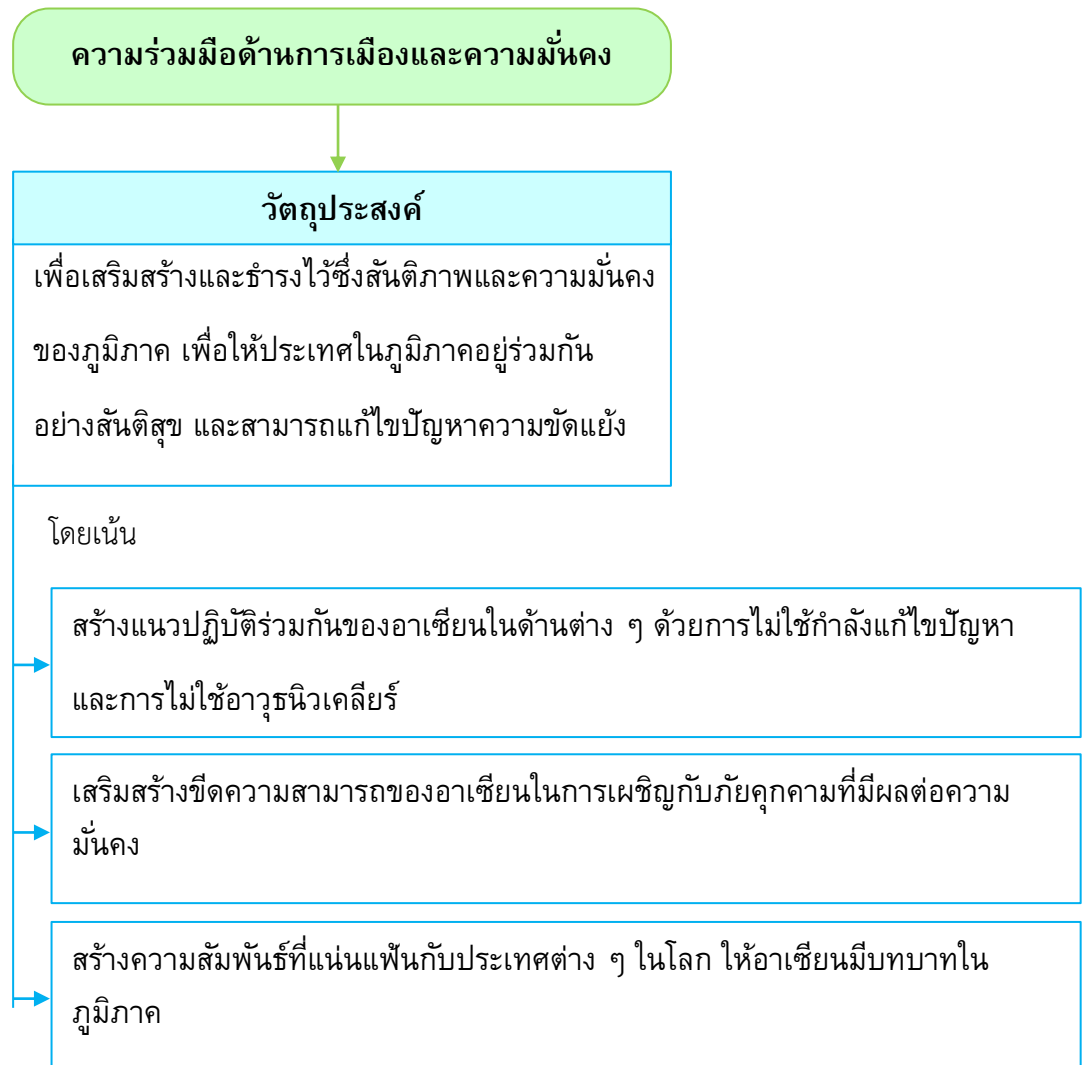 ความร่วมมือด้านการเมืองและความมั่นคง
วัตถุประสงค์
เพื่อเสริมสร้างและธำรงไว้ซึ่งสันติภาพและความมั่นคง
ของภูมิภาค เพื่อให้ประเทศในภูมิภาคอยู่ร่วมกัน
อย่างสันติสุข และสามารถแก้ไขปัญหาความขัดแย้ง
โดยเน้น
สร้างแนวปฏิบัติร่วมกันของอาเซียนในด้านต่าง ๆ ด้วยการไม่ใช้กำลังแก้ไขปัญหา
และการไม่ใช้อาวุธนิวเคลียร์
เสริมสร้างขีดความสามารถของอาเซียนในการเผชิญกับภัยคุกคามที่มีผลต่อความ
มั่นคง
สร้างความสัมพันธ์ที่แน่นแฟ้นกับประเทศต่าง ๆ ในโลก ให้อาเซียนมีบทบาทใน
ภูมิภาค